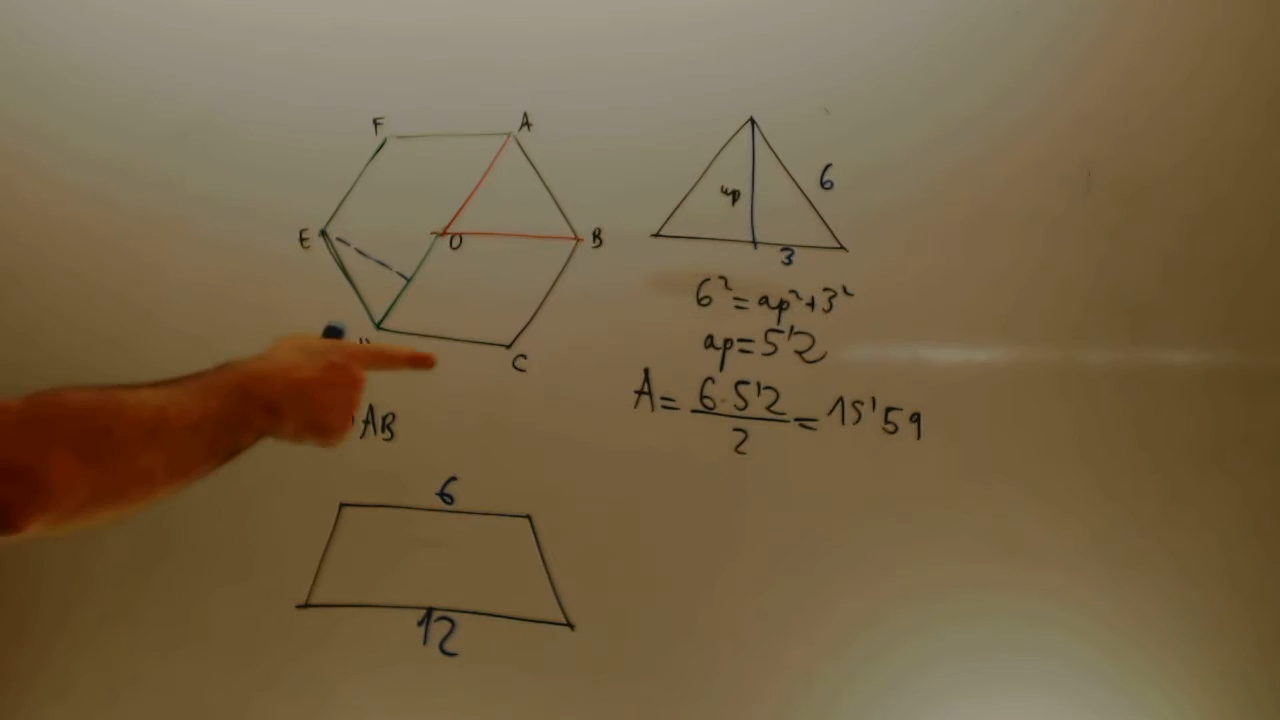 F A
E O B
C
AB
6
12
6
ap
3
6²=ap²+3²
ap=5'2
A= 6·5'2 / 2 = 15'59